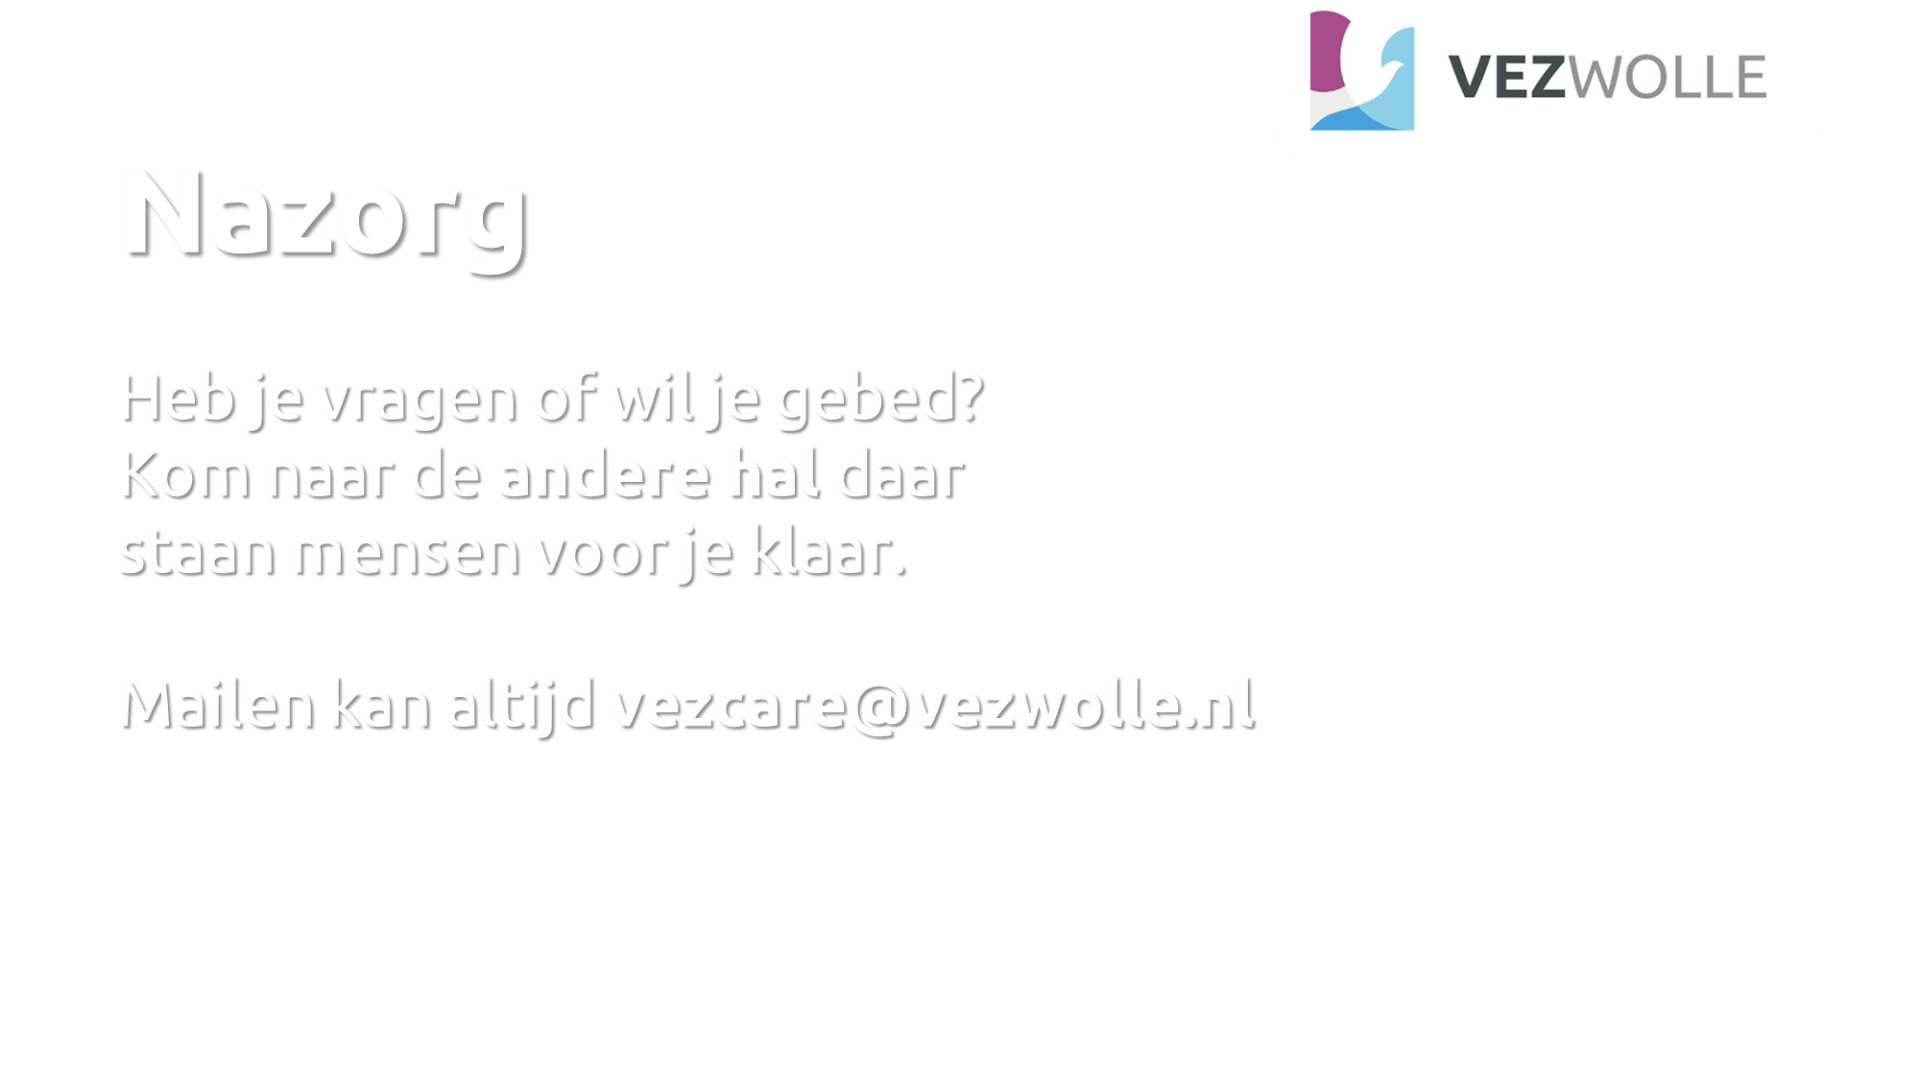 VEZWOLLE
Nazorg
Heb je vragen of wil je gebed?
Kom naar de andere hal daar
staan mensen voor je klaar.
Mailen kan altijd vezcare@vezwolle.nl